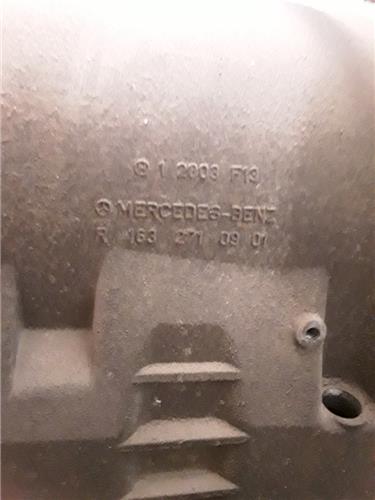 1 2003 F13
MERCEDES-BENZ
R 163 271 09 01